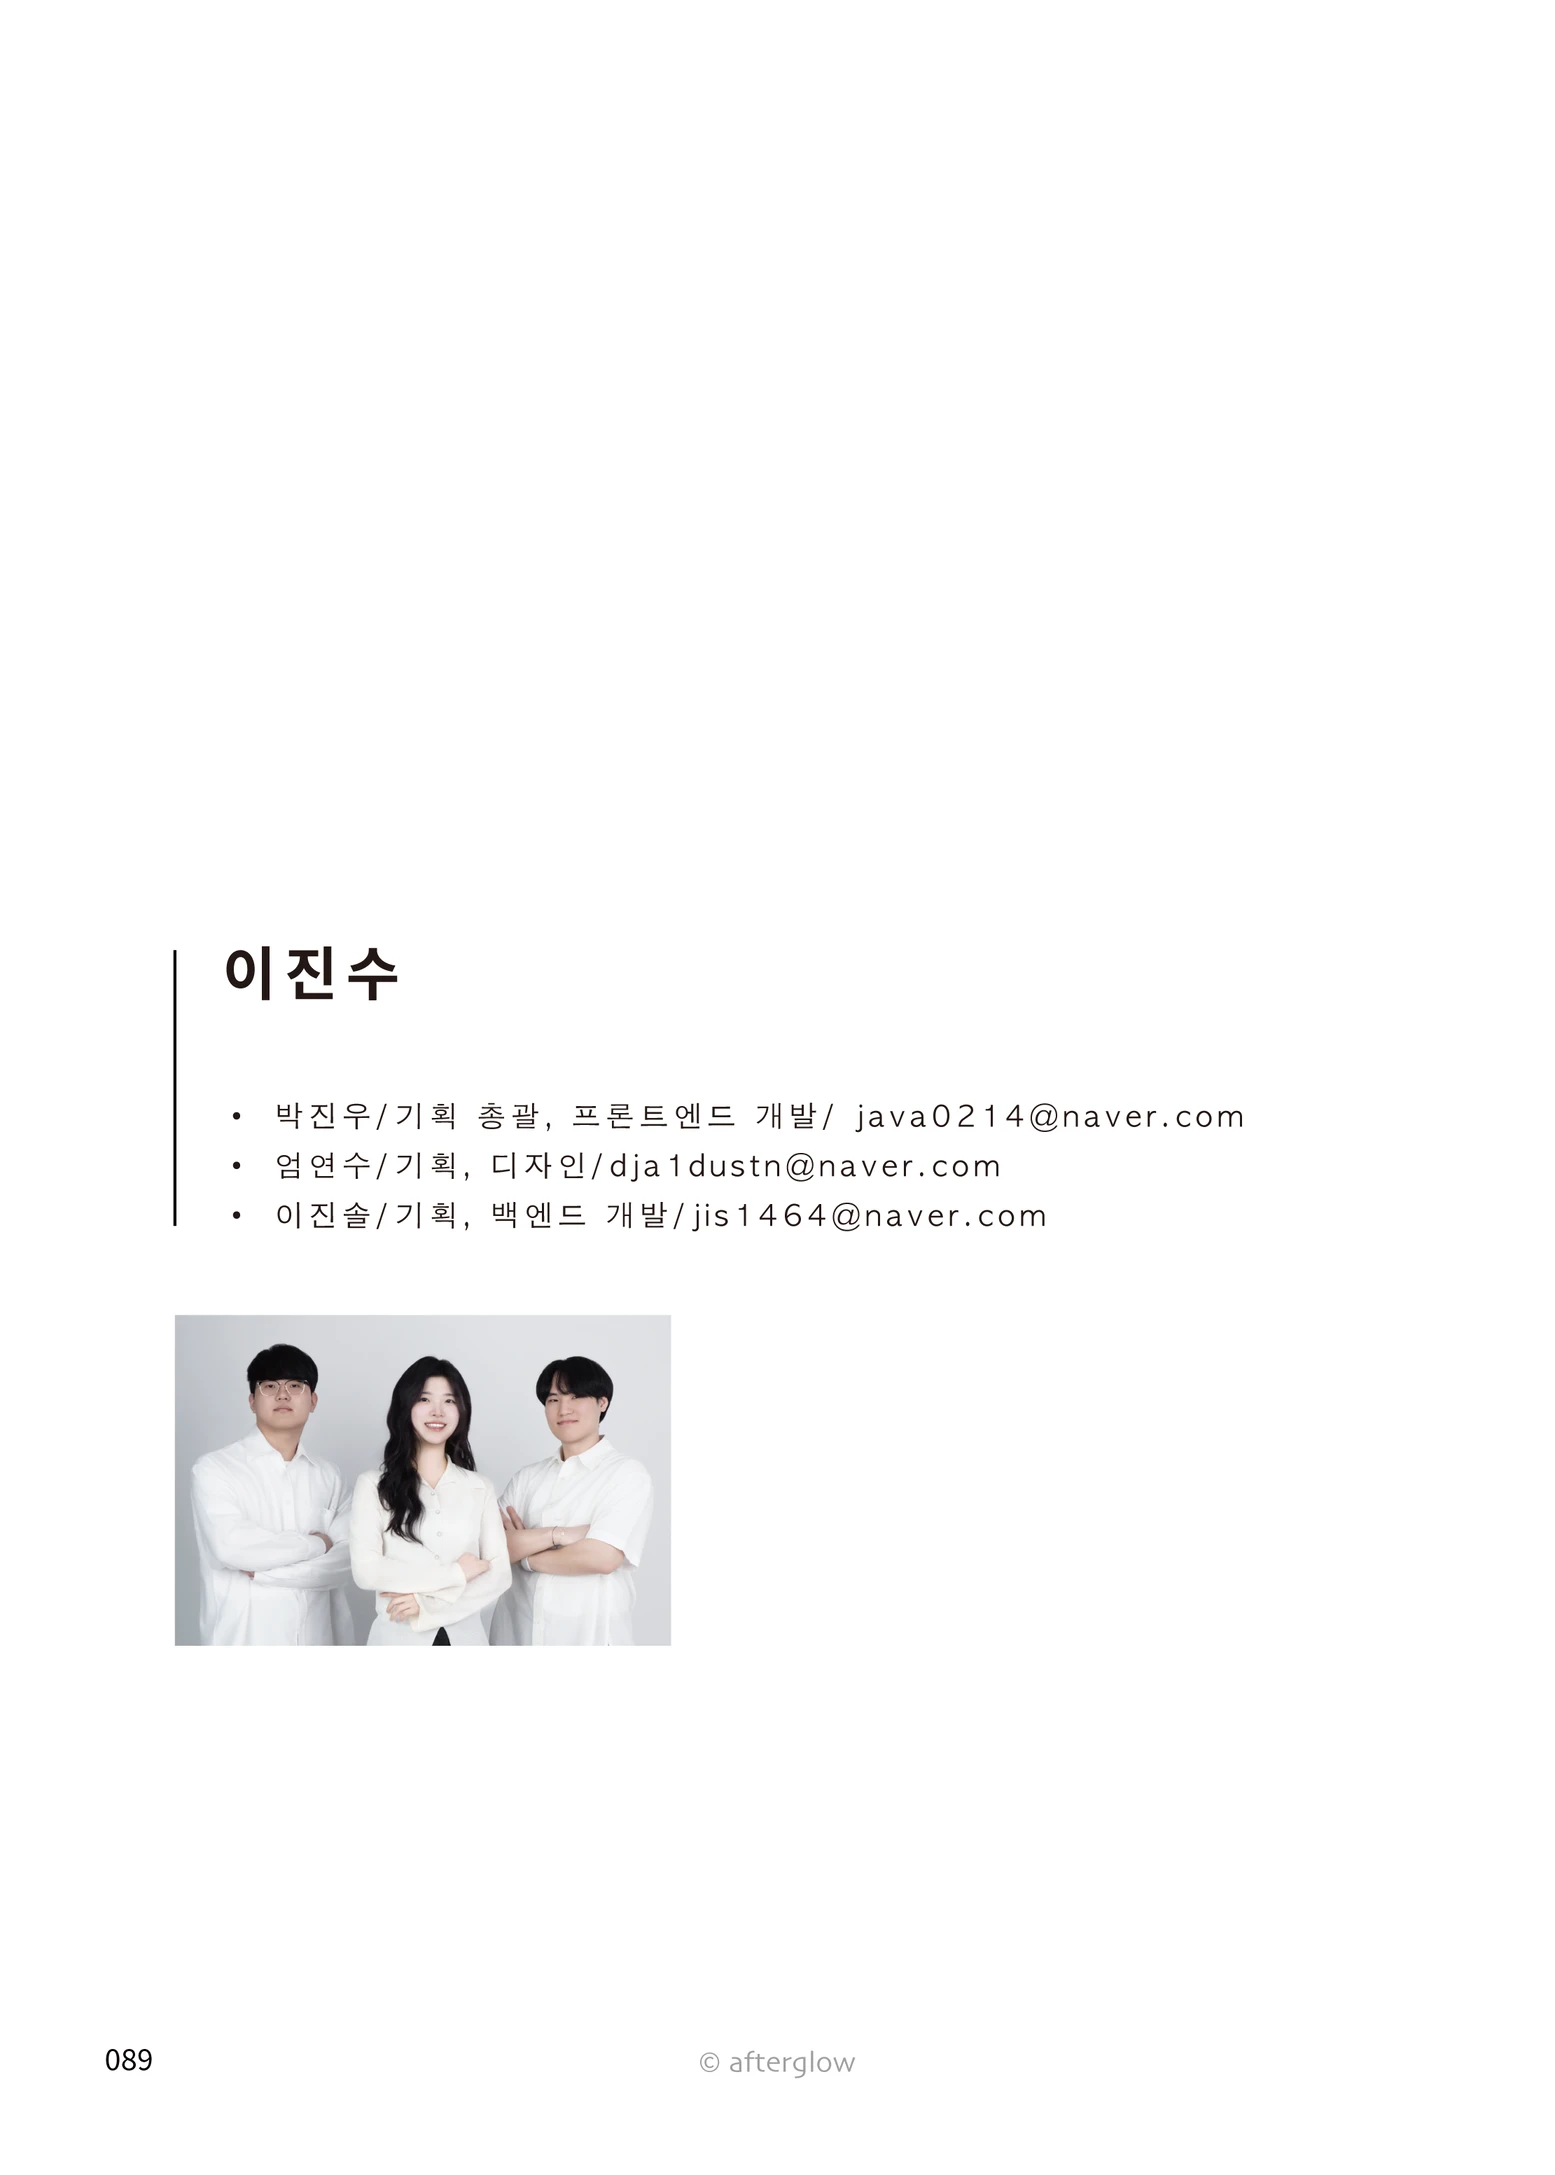 이진수
• 박진우/기획 총괄, 프론트엔드 개발/ java0214@naver.com
• 엄연수/기획, 디자인/dja1dustn@naver.com
• 이진솔/기획, 백엔드 개발/jis1464@naver.com
089
© afterglow